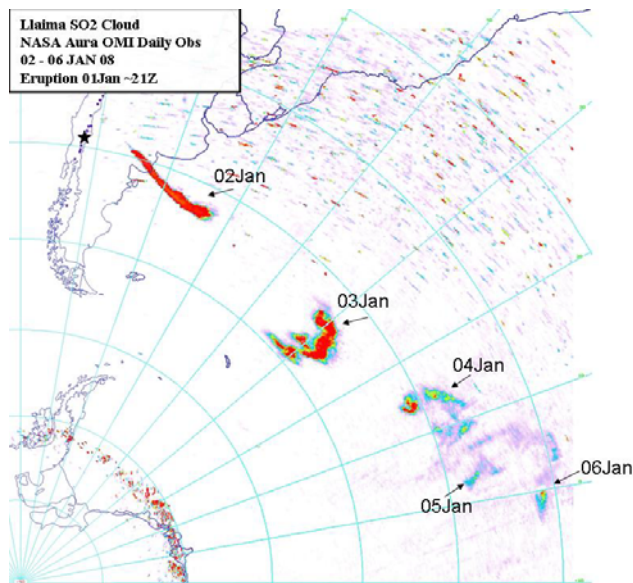 Llaima SO2 Cloud
NASA Aura OMI Daily Obs
02 - 06 JAN 08
Eruption 01Jan ~21Z
02Jan
03Jan
04Jan
06Jan
05Jan